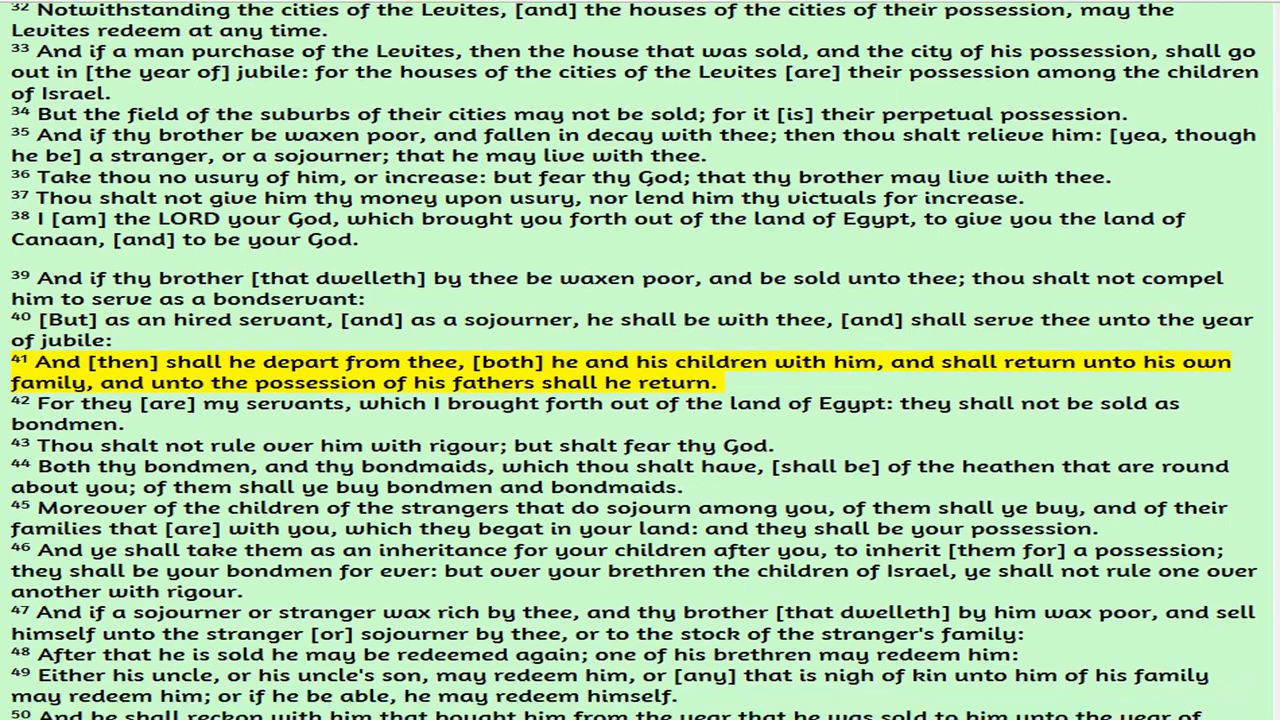 32 Notwithstanding the cities of the Levites, [and] the houses of the cities of their possession, may the
Levites redeem at any time.
33 And if a man purchase of the Levites, then the house that was sold, and the city of his possession, shall go
out in [the year of] jubile: for the houses of the cities of the Levites [are] their possession among the children
of Israel.
34 But the field of the suburbs of their cities may not be sold; for it [is] their perpetual possession.
35 And if thy brother be waxen poor, and fallen in decay with thee; then thou shalt relieve him: [yea, though
he be] a stranger, or a sojourner; that he may live with thee.
36 Take thou no usury of him, or increase: but fear thy God; that thy brother may live with thee.
37 Thou shalt not give him thy money upon usury, nor lend him thy victuals for increase.
38 I [am] the LORD your God, which brought you forth out of the land of Egypt, to give you the land of
Canaan, [and] to be your God.
39 And if thy brother [that dwelleth] by thee be waxen poor, and be sold unto thee; thou shalt not compel
him to serve as a bondservant:
40 [But] as an hired servant, [and] as a sojourner, he shall be with thee, [and] shall serve thee unto the year
of jubile:
41 And [then] shall he depart from thee, [both] he and his children with him, and shall return unto his own
family, and unto the possession of his fathers shall he return.
42 For they [are] my servants, which I brought forth out of the land of Egypt: they shall not be sold as
bondmen.
43 Thou shalt not rule over him with rigour; but shalt fear thy God.
44 Both thy bondmen, and thy bondmaids, which thou shalt have, [shall be] of the heathen that are round
about you; of them shall ye buy bondmen and bondmaids.
45 Moreover of the children of the strangers that do sojourn among you, of them shall ye buy, and of their
families that [are] with you, which they begat in your land: and they shall be your possession.
46 And ye shall take them as an inheritance for your children after you, to inherit [them for] a possession;
they shall be your bondmen for ever: but over your brethren the children of Israel, ye shall not rule one over
another with rigour.
47 And if a sojourner or stranger wax rich by thee, and thy brother [that dwelleth] by him wax poor, and sell
himself unto the stranger [or] sojourner by thee, or to the stock of the stranger's family:
48 After that he is sold he may be redeemed again; one of his brethren may redeem him:
49 Either his uncle, or his uncle's son, may redeem him, or [any] that is nigh of kin unto him of his family
may redeem him; or if he be able, he may redeem himself.
50 And he shall reckon with him that bought him from the year that he was sold to him unto the year of